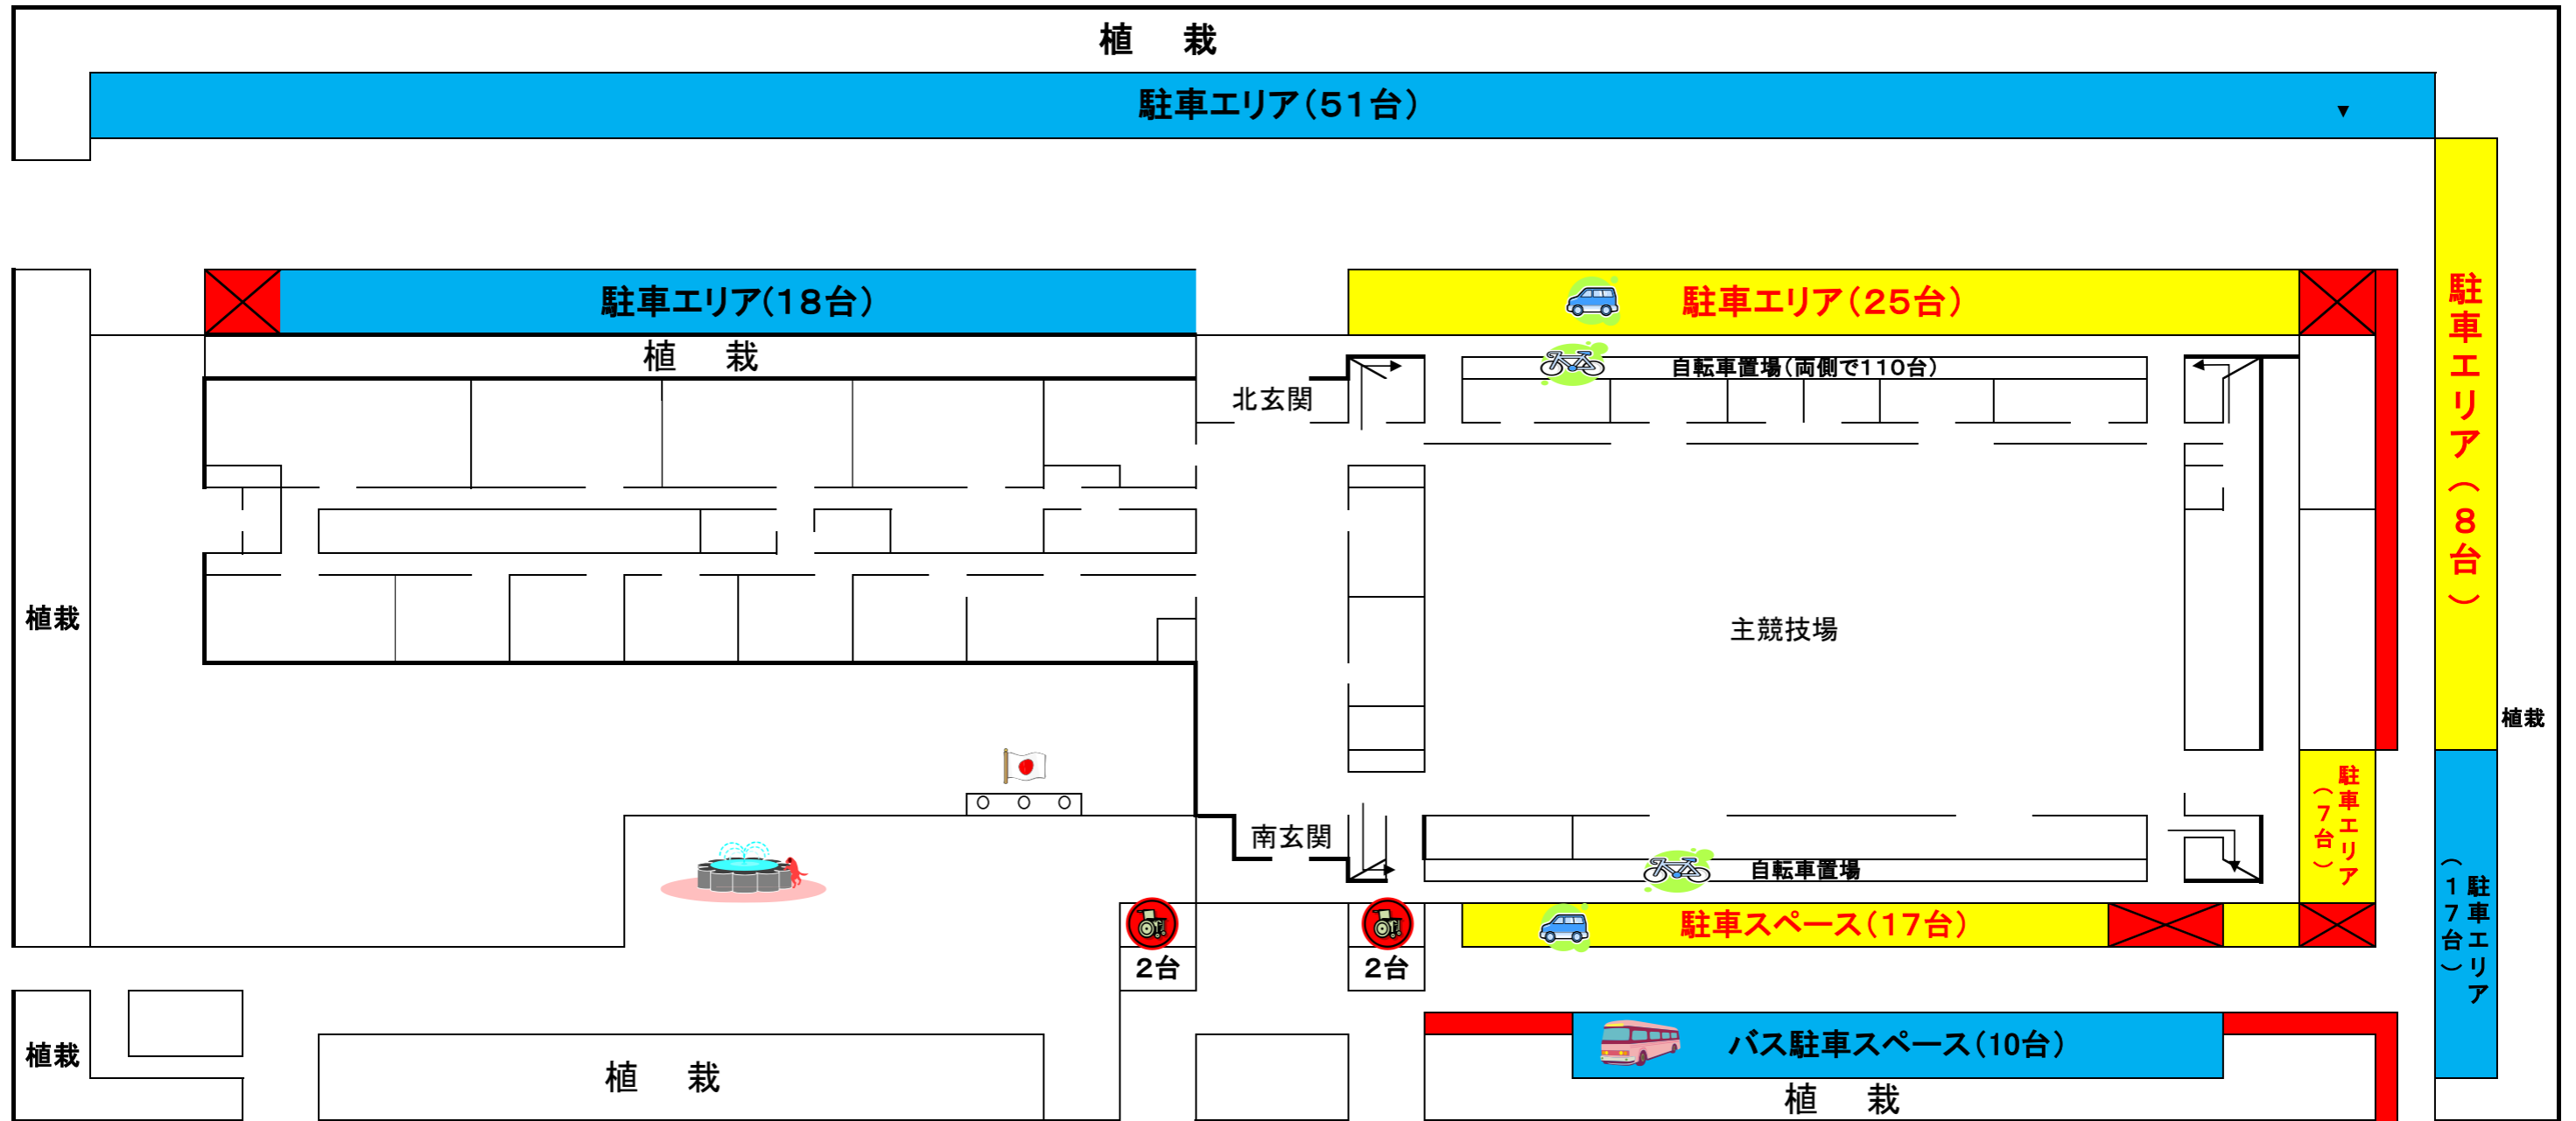 植　栽
駐車エリア（５１台）
▼
駐車エリア（１８台）
駐車エリア（２５台）
植　栽
自転車置場（両側で１１０台）
北玄関
駐車エリア（８台）
植栽
主競技場
植栽
駐車エリア
（７台）
南玄関
自転車置場
駐車スペース（１７台）
駐車エリア
（１７台）
２台
２台
植栽
バス駐車スペース（10台）
植　栽
植　栽